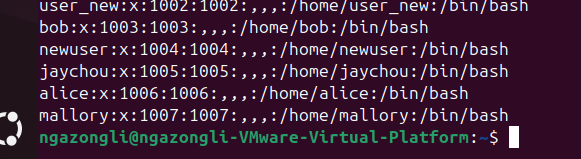 user_new:x:1002:1002:,,,:/home/user_new:/bin/bash
bob:x:1003:1003:,,,:/home/bob:/bin/bash
newuser:x:1004:1004:,,,:/home/newuser:/bin/bash
jaychou:x:1005:1005:,,,:/home/jaychou:/bin/bash
alice:x:1006:1006:,,,:/home/alice:/bin/bash
mallory:x:1007:1007:,,,:/home/mallory:/bin/bash
ngazongli@ngazongli-VMware-Virtual-Platform:~$